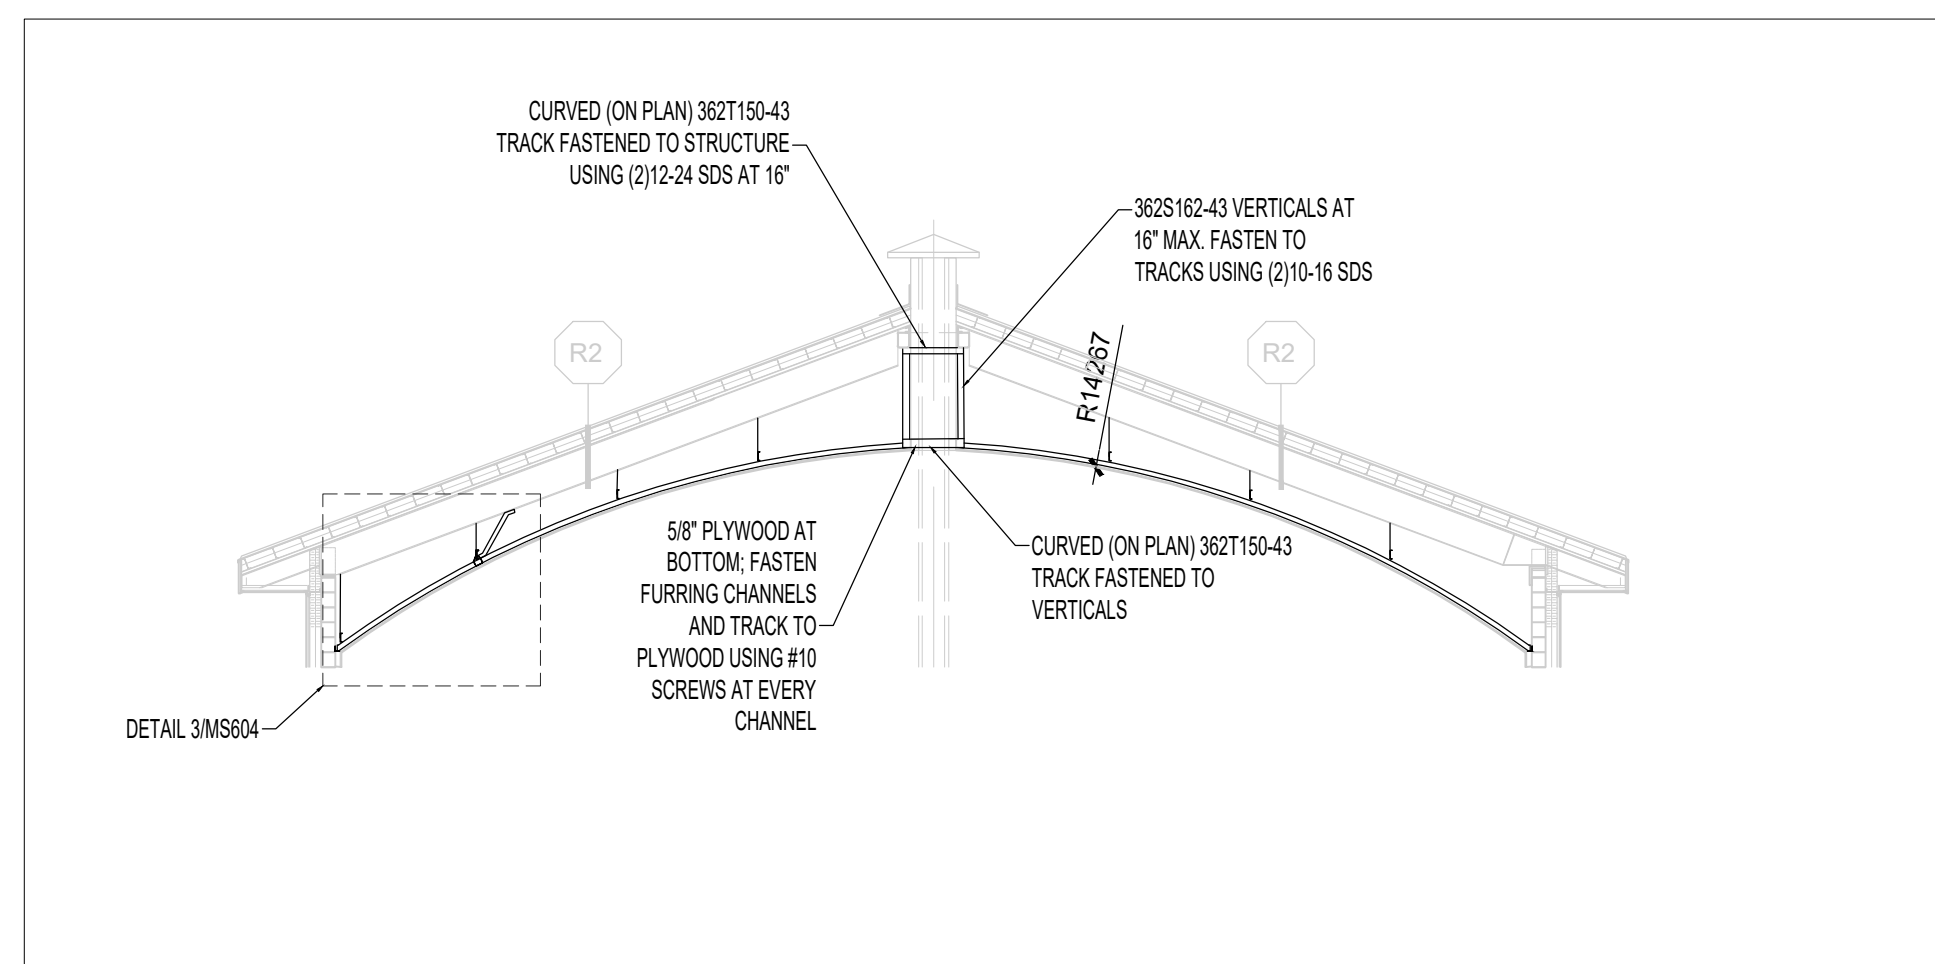 CURVED (ON PLAN) 362T150-43
TRACK FASTENED TO STRUCTURE
USING (2)12-24 SDS AT 16"
362S162-43 VERTICALS AT
16" MAX. FASTEN TO
TRACKS USING (2)10-16 SDS
R2
R2
R14267
5/8" PLYWOOD AT
BOTTOM; FASTEN
FURRING CHANNELS
AND TRACK TO
PLYWOOD USING #10
SCREWS AT EVERY
CHANNEL
CURVED (ON PLAN) 362T150-43
TRACK FASTENED TO
VERTICALS
DETAIL 3/MS604